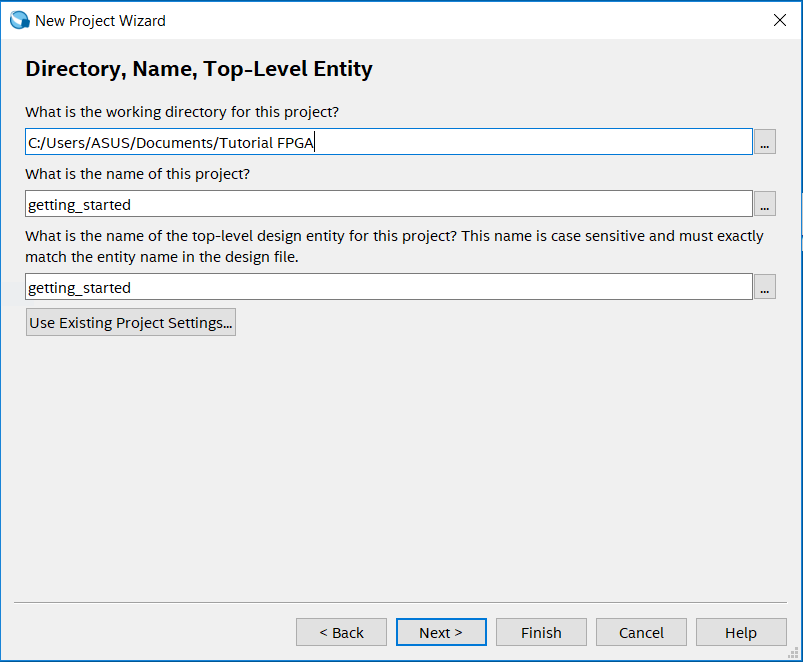 New Project Wizard
Directory, Name, Top-Level Entity
What is the working directory for this project?
C:/Users/ASUS/Documents/Tutorial FPGA
...
What is the name of this project?
getting_started
...
What is the name of the top-level design entity for this project? This name is case sensitive and must exactly
match the entity name in the design file.
getting_started
...
Use Existing Project Settings...
< Back
Next >
Finish
Cancel
Help